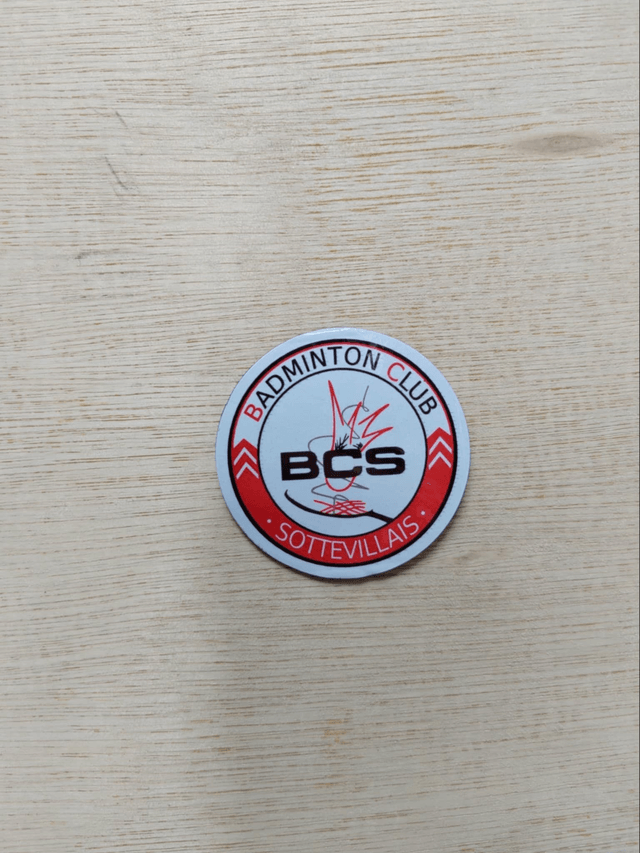 BADMINTON CLUB
BCS
· SOTTEVILLAIS ·